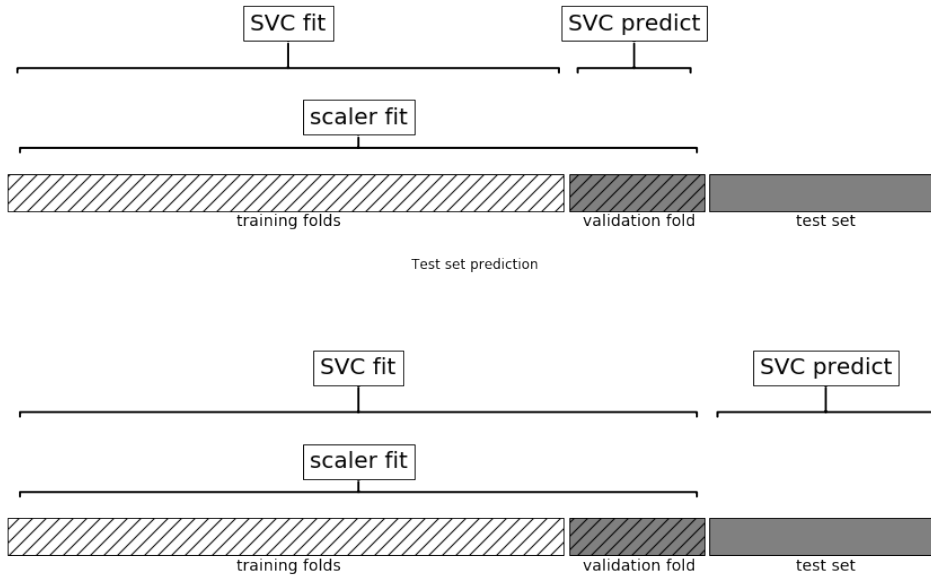 SVC fit SVC predict
scaler fit
training folds validation fold test set
Test set prediction
SVC fit SVC predict
scaler fit
training folds validation fold test set